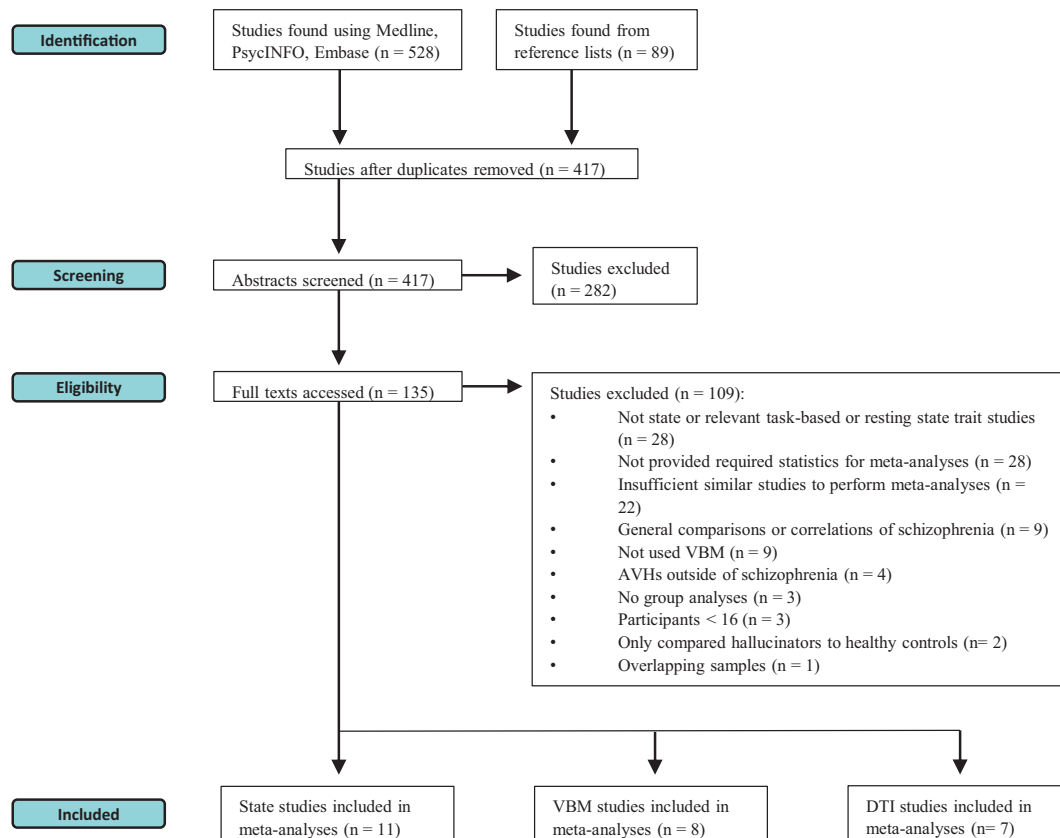 Identification
Studies found using Medline,
PsycINFO, Embase (n = 528)
Studies found from
reference lists (n = 89)
Studies after duplicates removed (n = 417)
Screening
Abstracts screened (n = 417)
Studies excluded
(n = 282)
Eligibility
Full texts accessed (n = 135)
Studies excluded (n = 109):
• Not state or relevant task-based or resting state trait studies
(n = 28)
• Not provided required statistics for meta-analyses (n = 28)
• Insufficient similar studies to perform meta-analyses (n =
22)
• General comparisons or correlations of schizophrenia (n = 9)
• Not used VBM (n = 9)
• AVHs outside of schizophrenia (n = 4)
• No group analyses (n = 3)
• Participants < 16 (n = 3)
• Only compared hallucinators to healthy controls (n= 2)
• Overlapping samples (n = 1)
Included
State studies included in
meta-analyses (n = 11)
VBM studies included in
meta-analyses (n = 8)
DTI studies included in
meta-analyses (n= 7)